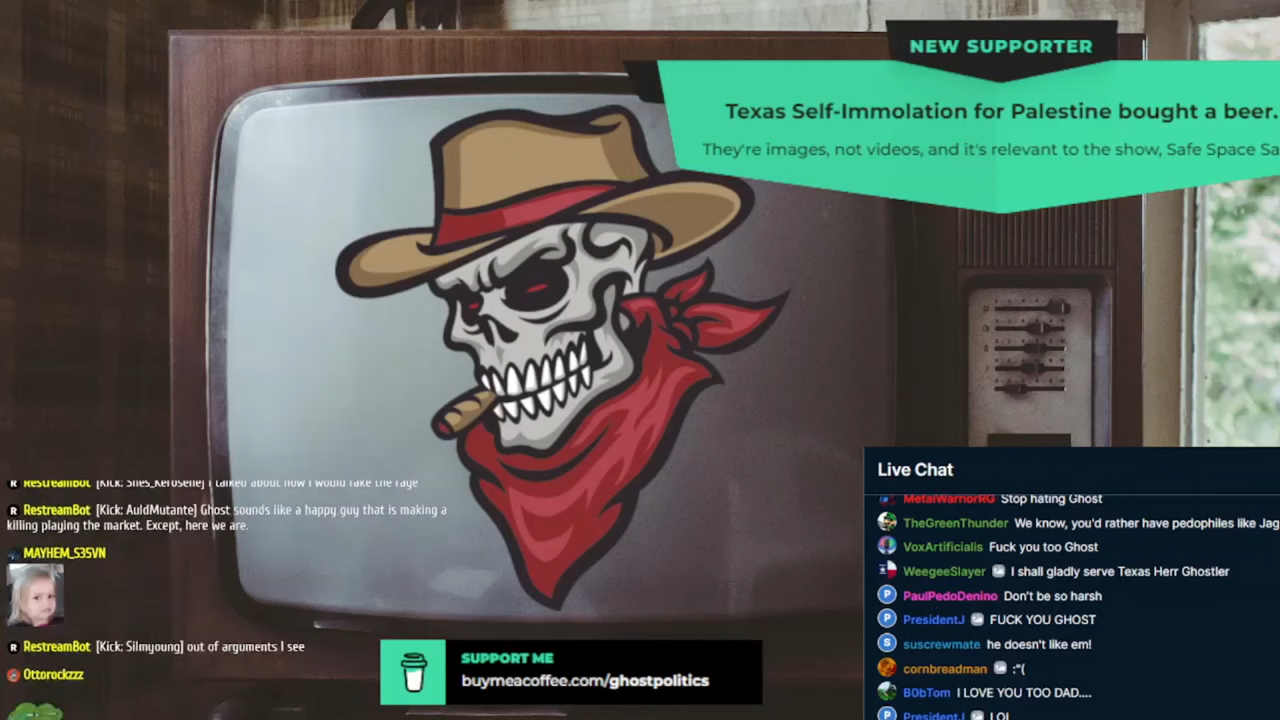 NEW SUPPORTER
Texas Self-Immolation for Palestine bought a beer.
They're images, not videos, and it's relevant to the show, Safe Space Sa
RestreamBot [Kick: AuldMutante] Ghost sounds like a happy guy that is making a
killing playing the market. Except, here we are.
MAYHEM_S35VN
RestreamBot [Kick: Silmyoung] out of arguments I see
Ottorockzzz
SUPPORT ME
buymeacoffee.com/ghostpolitics
Live Chat
MetalWarriorRG Stop hating Ghost
TheGreenThunder We know, you'd rather have pedophiles like Jag
VoxArtificialis Fuck you too Ghost
WeegeeSlayer I shall gladly serve Texas Herr Ghostler
P PaulPedoDenino Don't be so harsh
P PresidentJ FUCK YOU GHOST
S suscrewmate he doesn't like em!
cornbreadman :"(
B0bTom I LOVE YOU TOO DAD....
P PresidentJ LOL